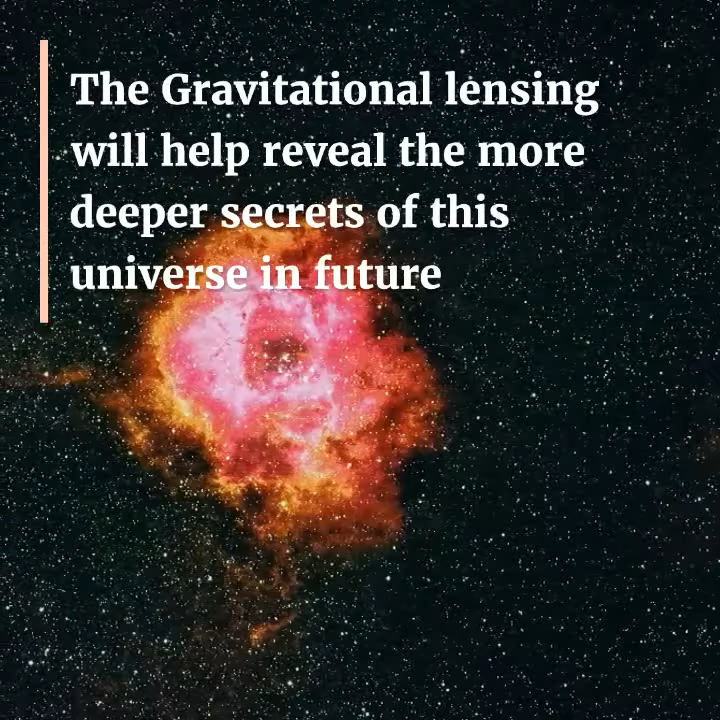 The Gravitational lensing
will help reveal the more
deeper secrets of this
universe in future